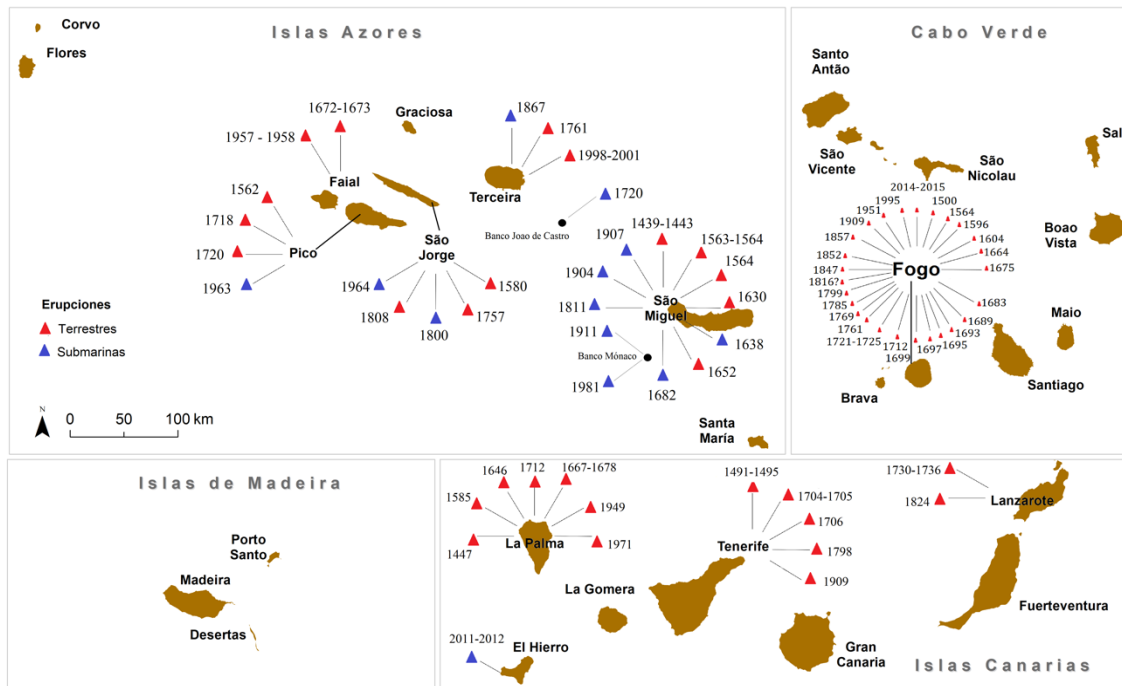 Islas Azores
Corvo
Flores
1672-1673
1957 - 1958
Faial
Graciosa
1867
1761
1998-2001
Terceira
1562
1718
1720
1963
Pico
São
Jorge
1964
1808
1800
1757
1580
1720
Banco Joao de Castro
1907
1439-1443
1563-1564
1564
1904
1811
São
Miguel
1630
1911
1638
Banco Mónaco
1652
1981
1682
Santa
María
Erupciones
Terrestres
Submarinas
N
0 50 100 km
Cabo Verde
Santo
Antão
São
Vicente
São
Nicolau
Sal
Boao
Vista
2014-2015
1995
1500
1951
1564
1909
1596
1857
1604
1852
1664
Fogo
1847
1675
1816?
1799
1785
1683
1769
1689
1761
1693
1721-1725
1712
1695
1699
1697
Maio
Santiago
Brava
Islas de Madeira
Porto
Santo
Madeira
Desertas
1646
1712
1667-1678
1585
1949
La Palma
1447
1971
1491-1495
1704-1705
1706
Tenerife
1798
1909
1730-1736
1824
Lanzarote
La Gomera
Fuerteventura
2011-2012
El Hierro
Gran
Canaria
Islas Canarias